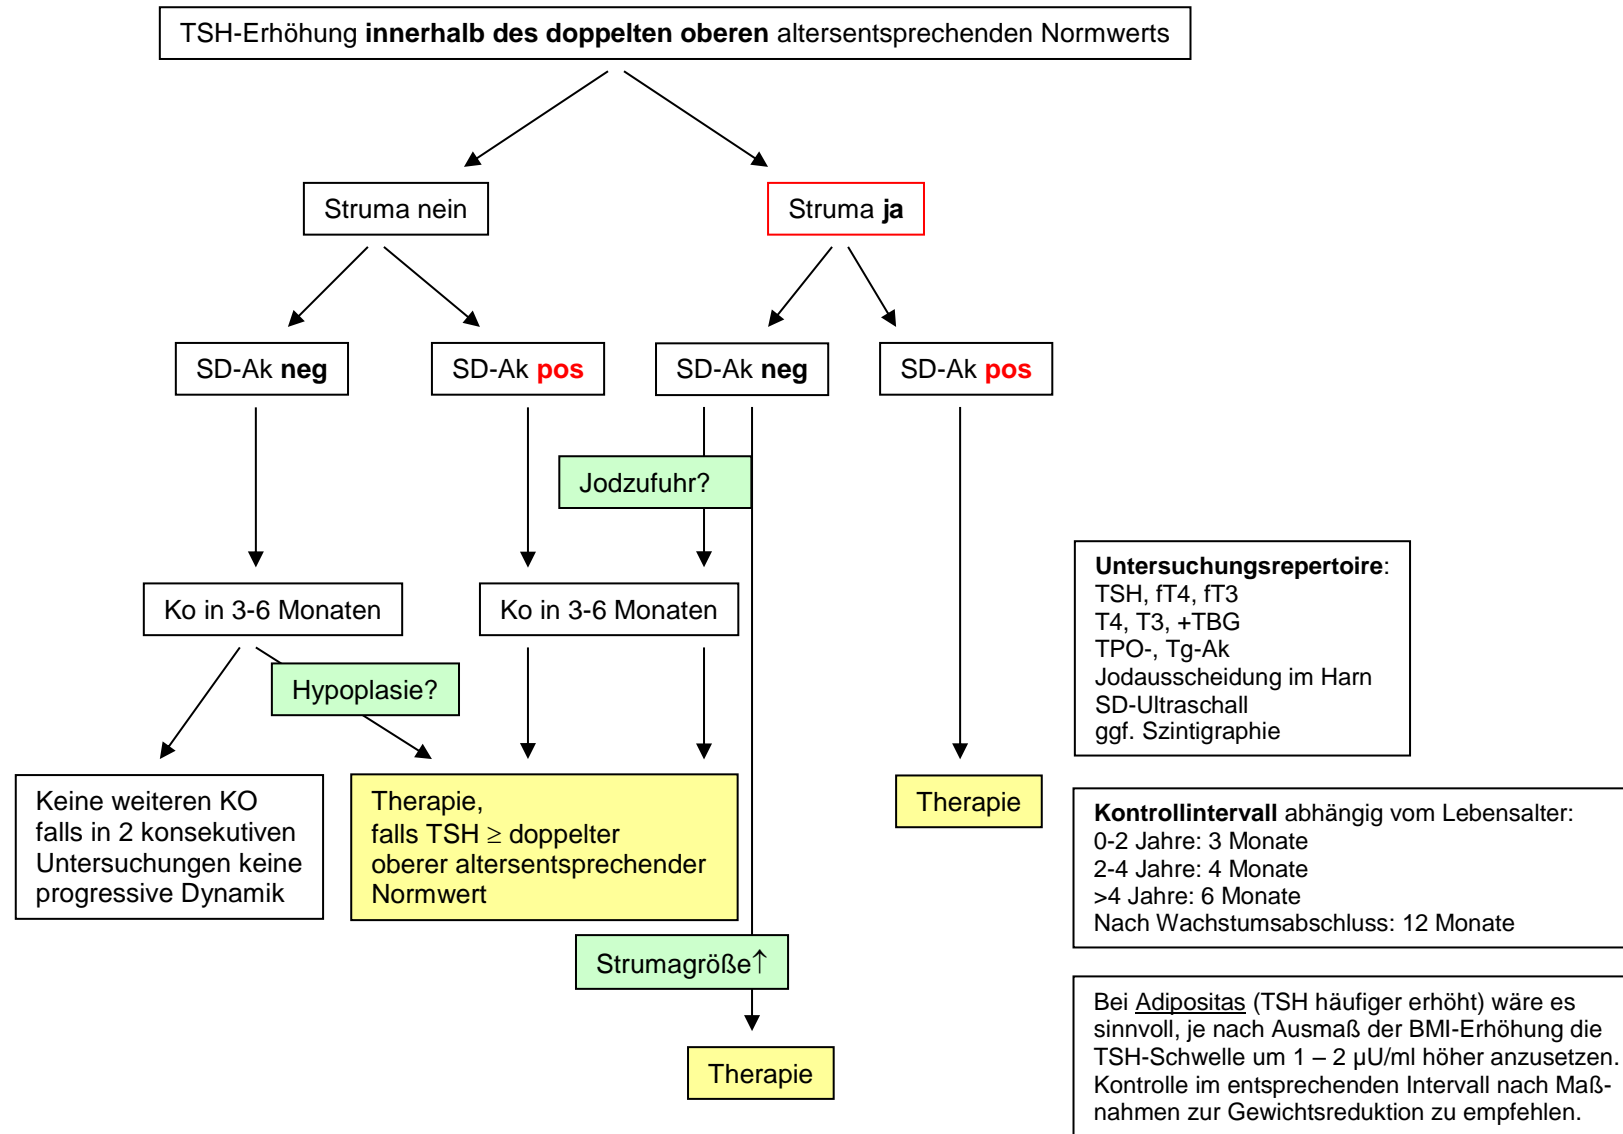 TSH-Erhöhung innerhalb des doppelten oberen altersentsprechenden Normwerts
Struma nein
Struma ja
SD-Ak neg
SD-Ak pos
SD-Ak neg
SD-Ak pos
Jodzufuhr?
Ko in 3-6 Monaten
Ko in 3-6 Monaten
Hypoplasie?
Keine weiteren KO
falls in 2 konsekutiven
Untersuchungen keine
progressive Dynamik
Therapie,
falls TSH ≥ doppelter
oberer altersentsprechender
Normwert
Therapie
Strumagröße↑
Therapie
Untersuchungsrepertoire:
TSH, fT4, fT3
T4, T3, +TBG
TPO-, Tg-Ak
Jodausscheidung im Harn
SD-Ultraschall
ggf. Szintigraphie
Kontrollintervall abhängig vom Lebensalter:
0-2 Jahre: 3 Monate
2-4 Jahre: 4 Monate
>4 Jahre: 6 Monate
Nach Wachstumsabschluss: 12 Monate
Bei Adipositas (TSH häufiger erhöht) wäre es
sinnvoll, je nach Ausmaß der BMI-Erhöhung die
TSH-Schwelle um 1 – 2 µU/ml höher anzusetzen.
Kontrolle im entsprechenden Intervall nach Maß-
nahmen zur Gewichtsreduktion zu empfehlen.